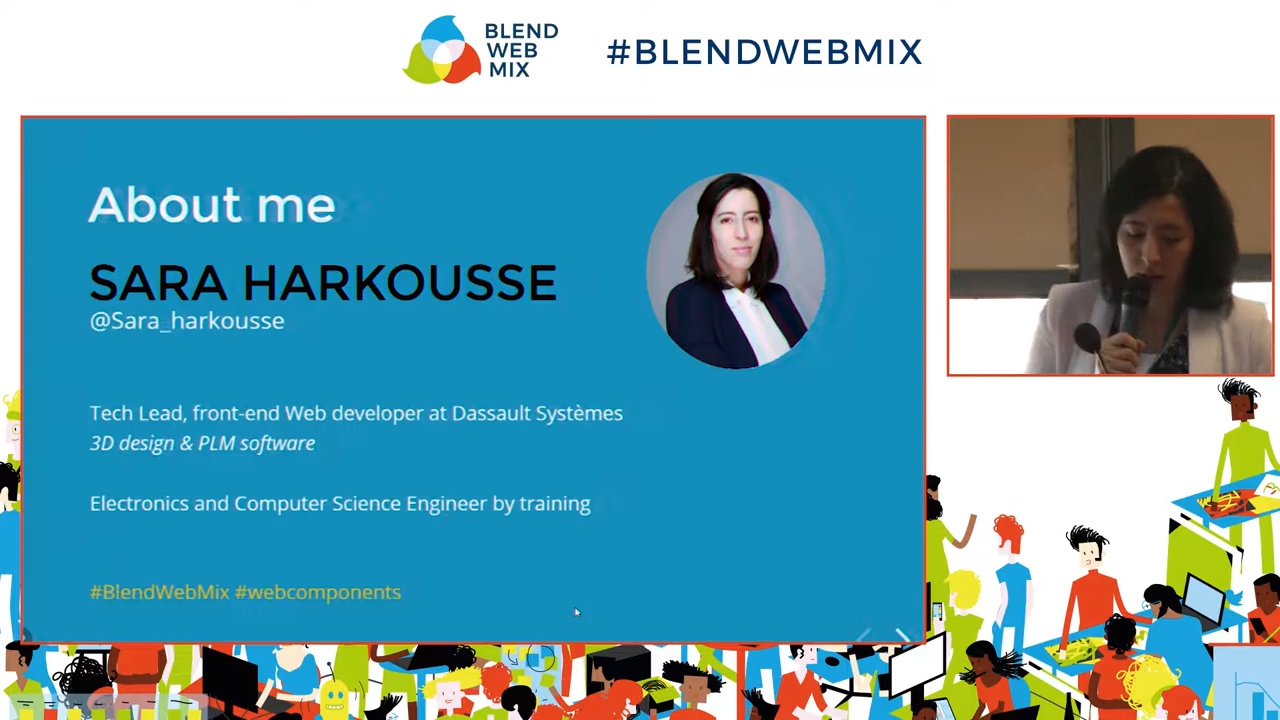 BLEND
WEB
MIX
#BLENDWEBMIX
About me
SARA HARKOUSSE
@Sara_harkousse
Tech Lead, front-end Web developer at Dassault Systèmes
3D design & PLM software
Electronics and Computer Science Engineer by training
#BlendWebMix #webcomponents